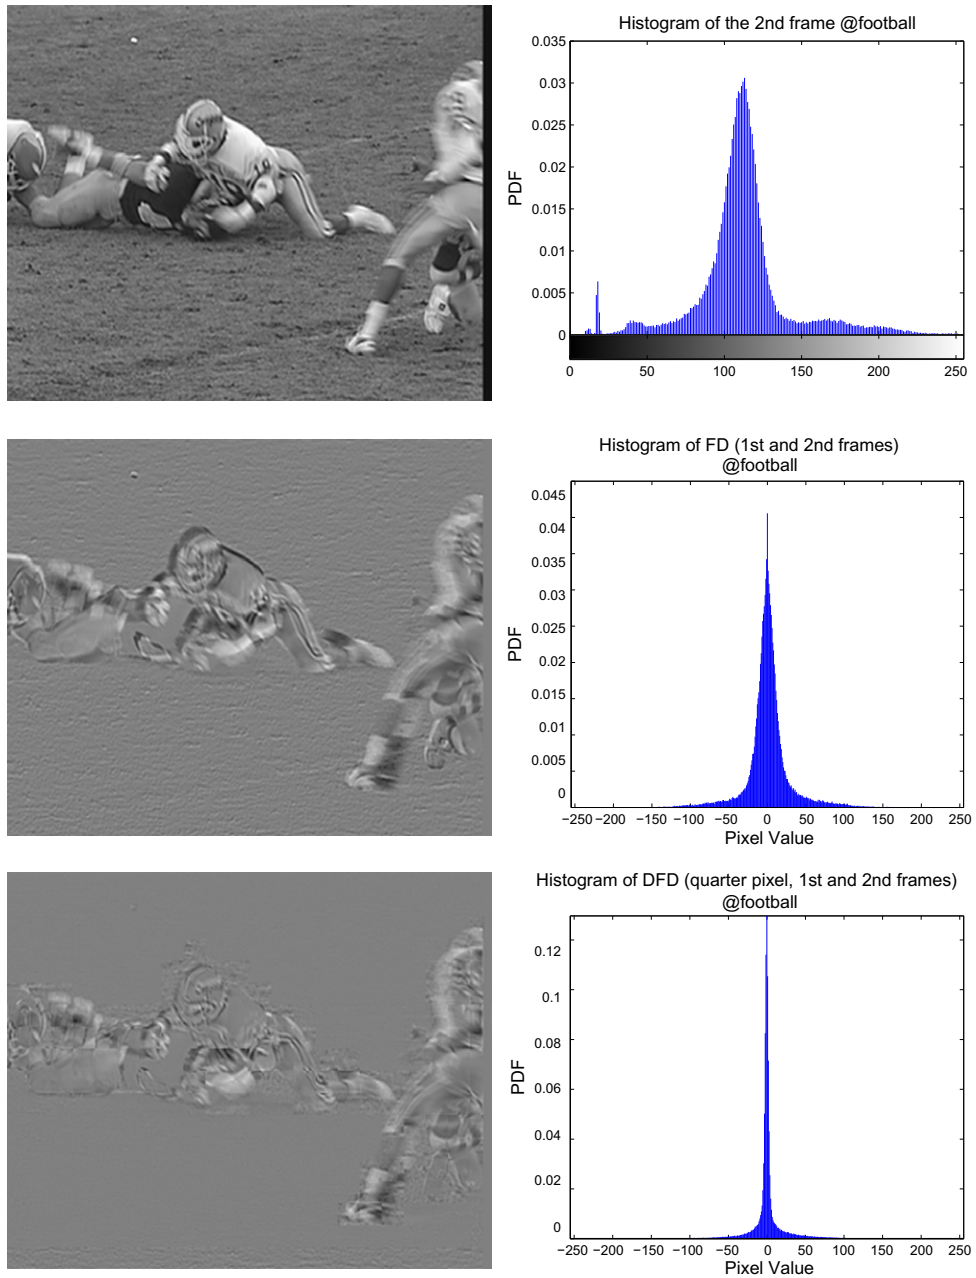 Histogram of the 2nd frame @football
0.035
0.03
0.025
0.02
0.015
0.01
0.005
0
PDF
0 50 100 150 200 250
Histogram of FD (1st and 2nd frames)
@football
0.045
0.04
0.035
0.03
0.025
0.02
0.015
0.01
0.005
0
PDF
−250 −200 −150 −100 −50 0 50 100 150 200 250
Pixel Value
Histogram of DFD (quarter pixel, 1st and 2nd frames)
@football
0.12
0.1
0.08
0.06
0.04
0.02
0
PDF
−250 −200 −150 −100 −50 0 50 100 150 200 250
Pixel Value